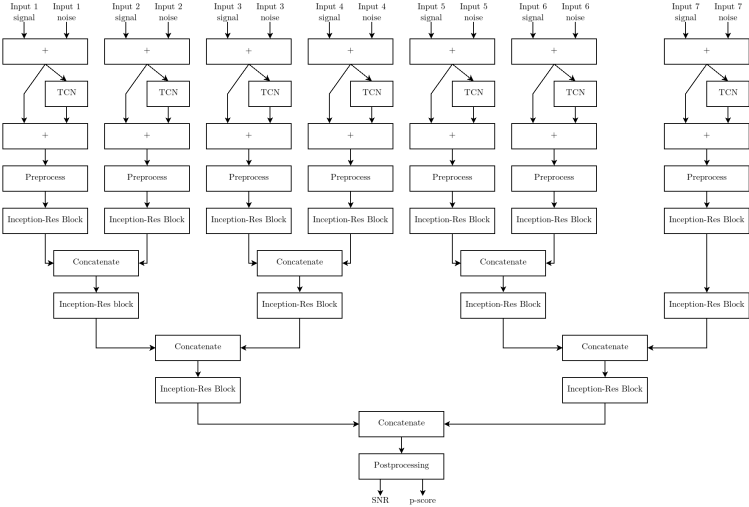 Input 1 Input 1 Input 2 Input 2 Input 3 Input 3 Input 4 Input 4 Input 5 Input 5 Input 6 Input 6 Input 7 Input 7
signal noise signal noise signal noise signal noise signal noise signal noise signal noise
+ + + + + + +
TCN TCN TCN TCN TCN TCN TCN
+ + + + + + +
Preprocess Preprocess Preprocess Preprocess Preprocess Preprocess Preprocess
Inception-Res Block Inception-Res Block Inception-Res Block Inception-Res Block Inception-Res Block Inception-Res Block Inception-Res Block
Concatenate Concatenate Concatenate
Inception-Res block Inception-Res Block Inception-Res Block Inception-Res Block
Concatenate Concatenate
Inception-Res Block Inception-Res Block
Concatenate
Postprocessing
SNR p-score